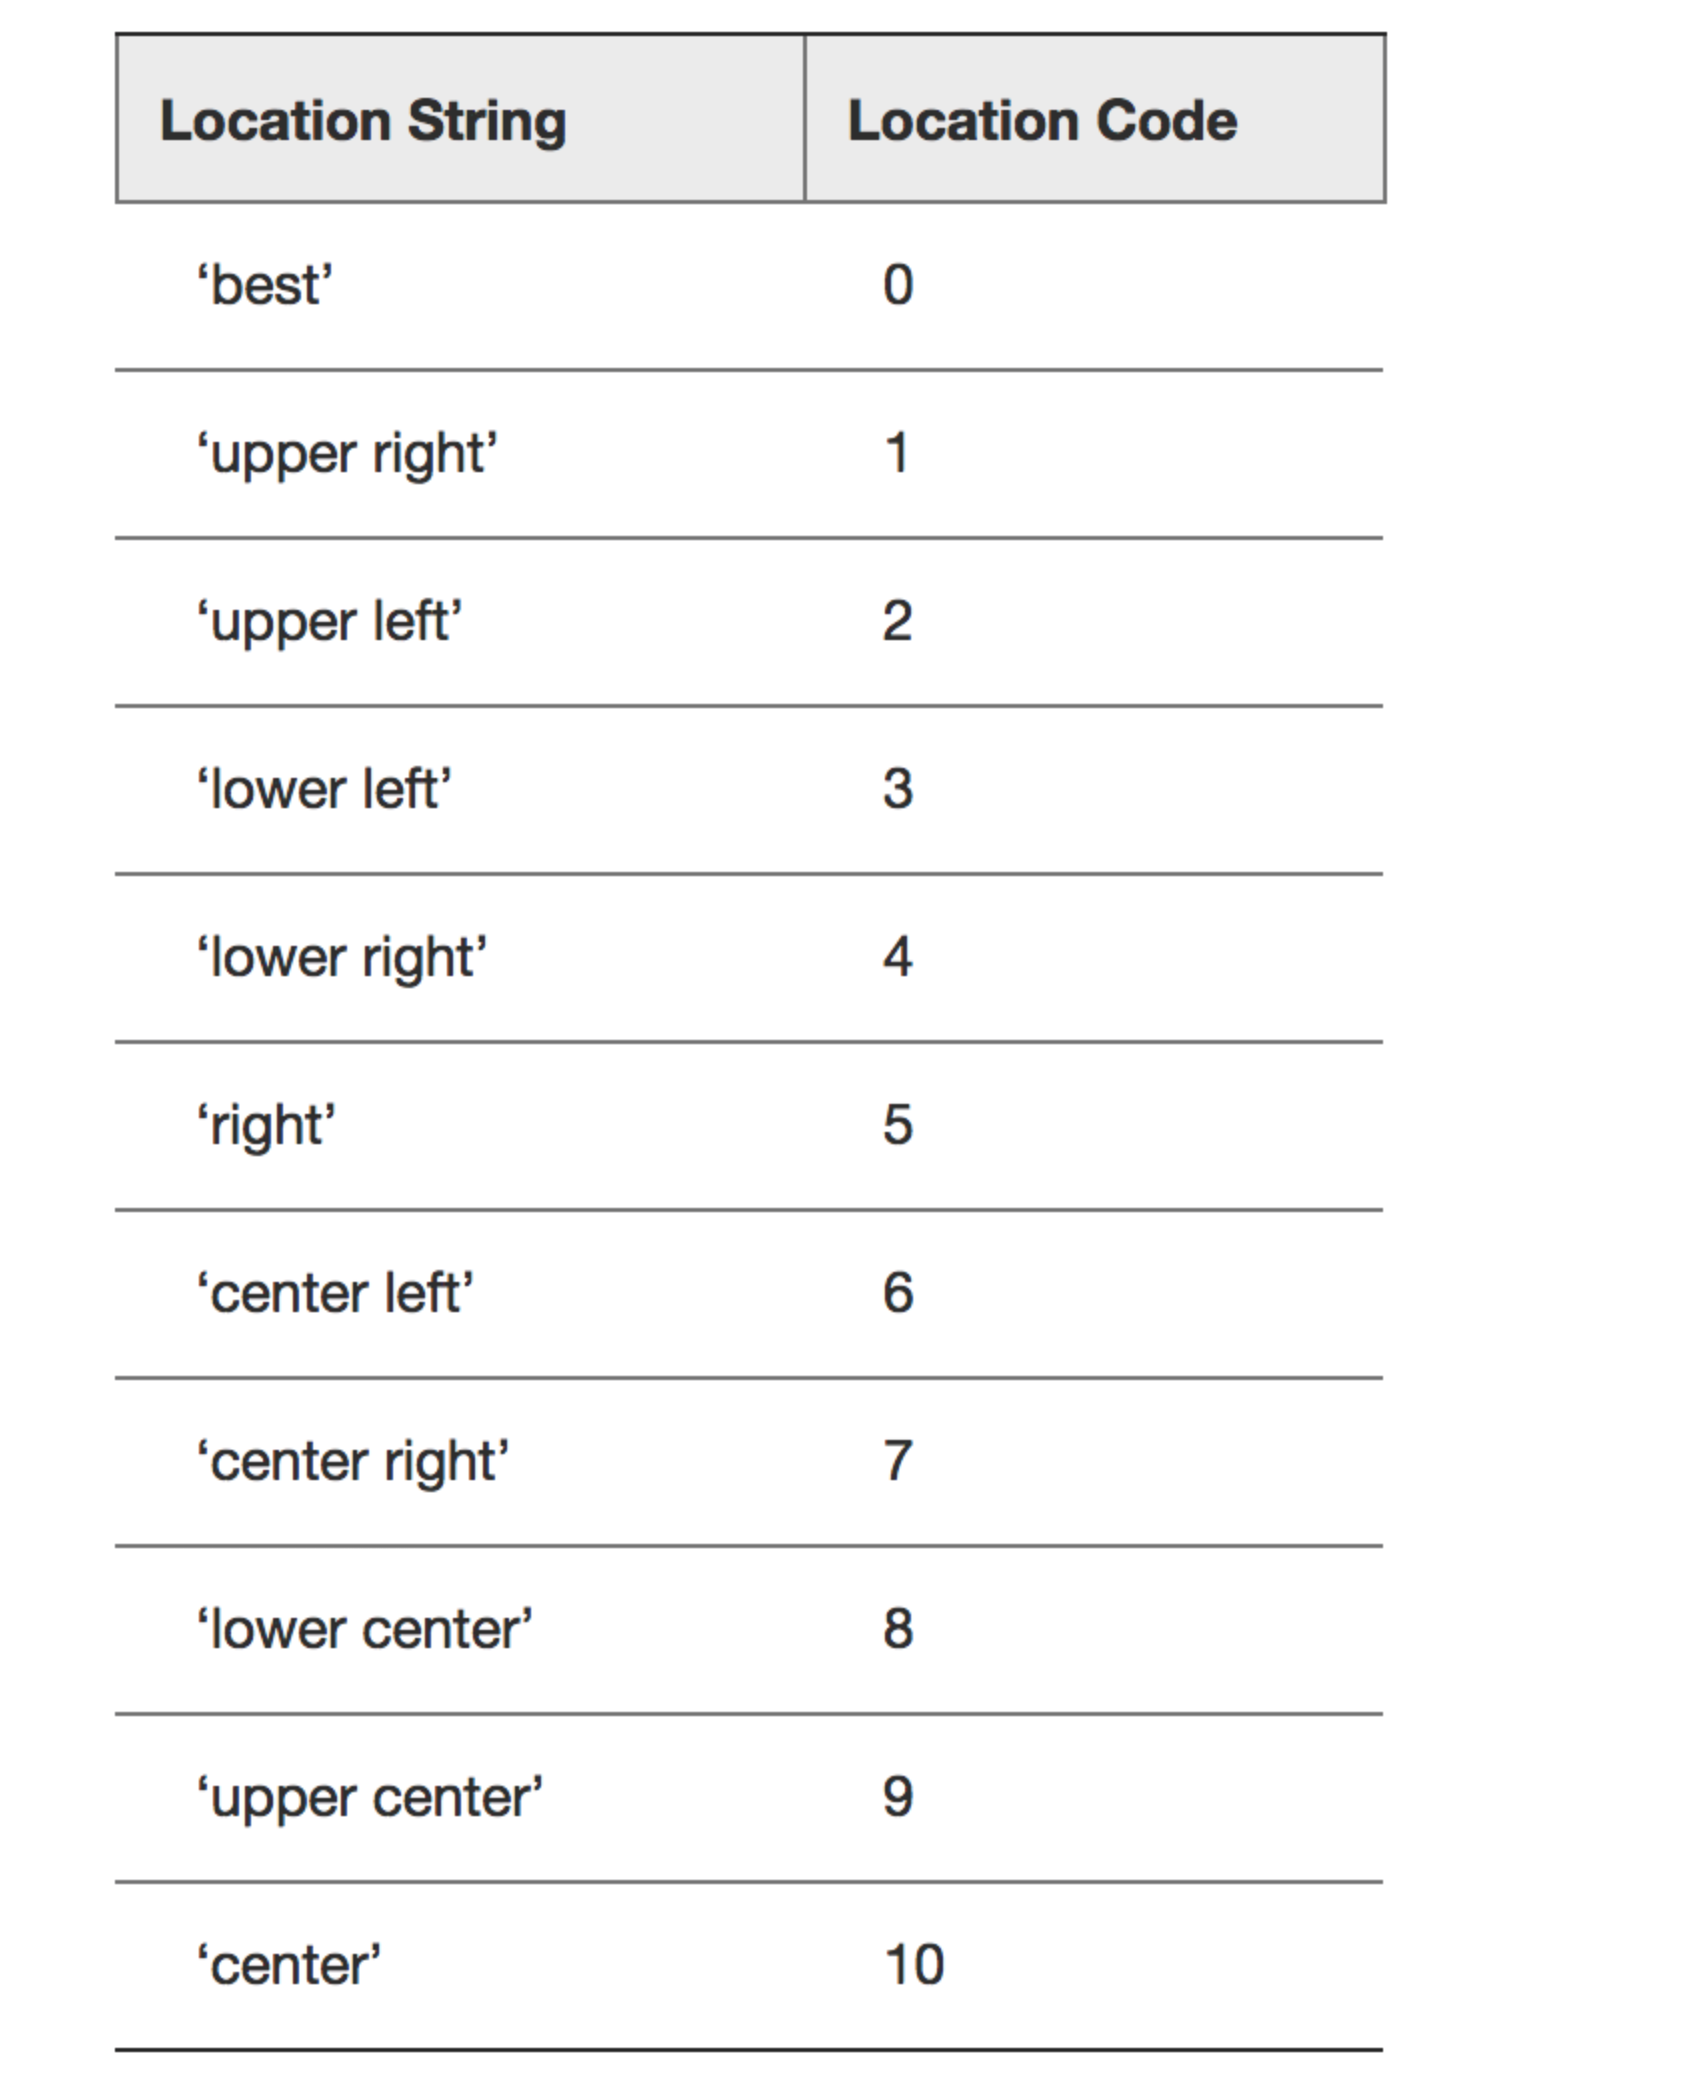 Location String Location Code
‘best’ 0
‘upper right’ 1
‘upper left’ 2
‘lower left’ 3
‘lower right’ 4
‘right’ 5
‘center left’ 6
‘center right’ 7
‘lower center’ 8
‘upper center’ 9
‘center’ 10